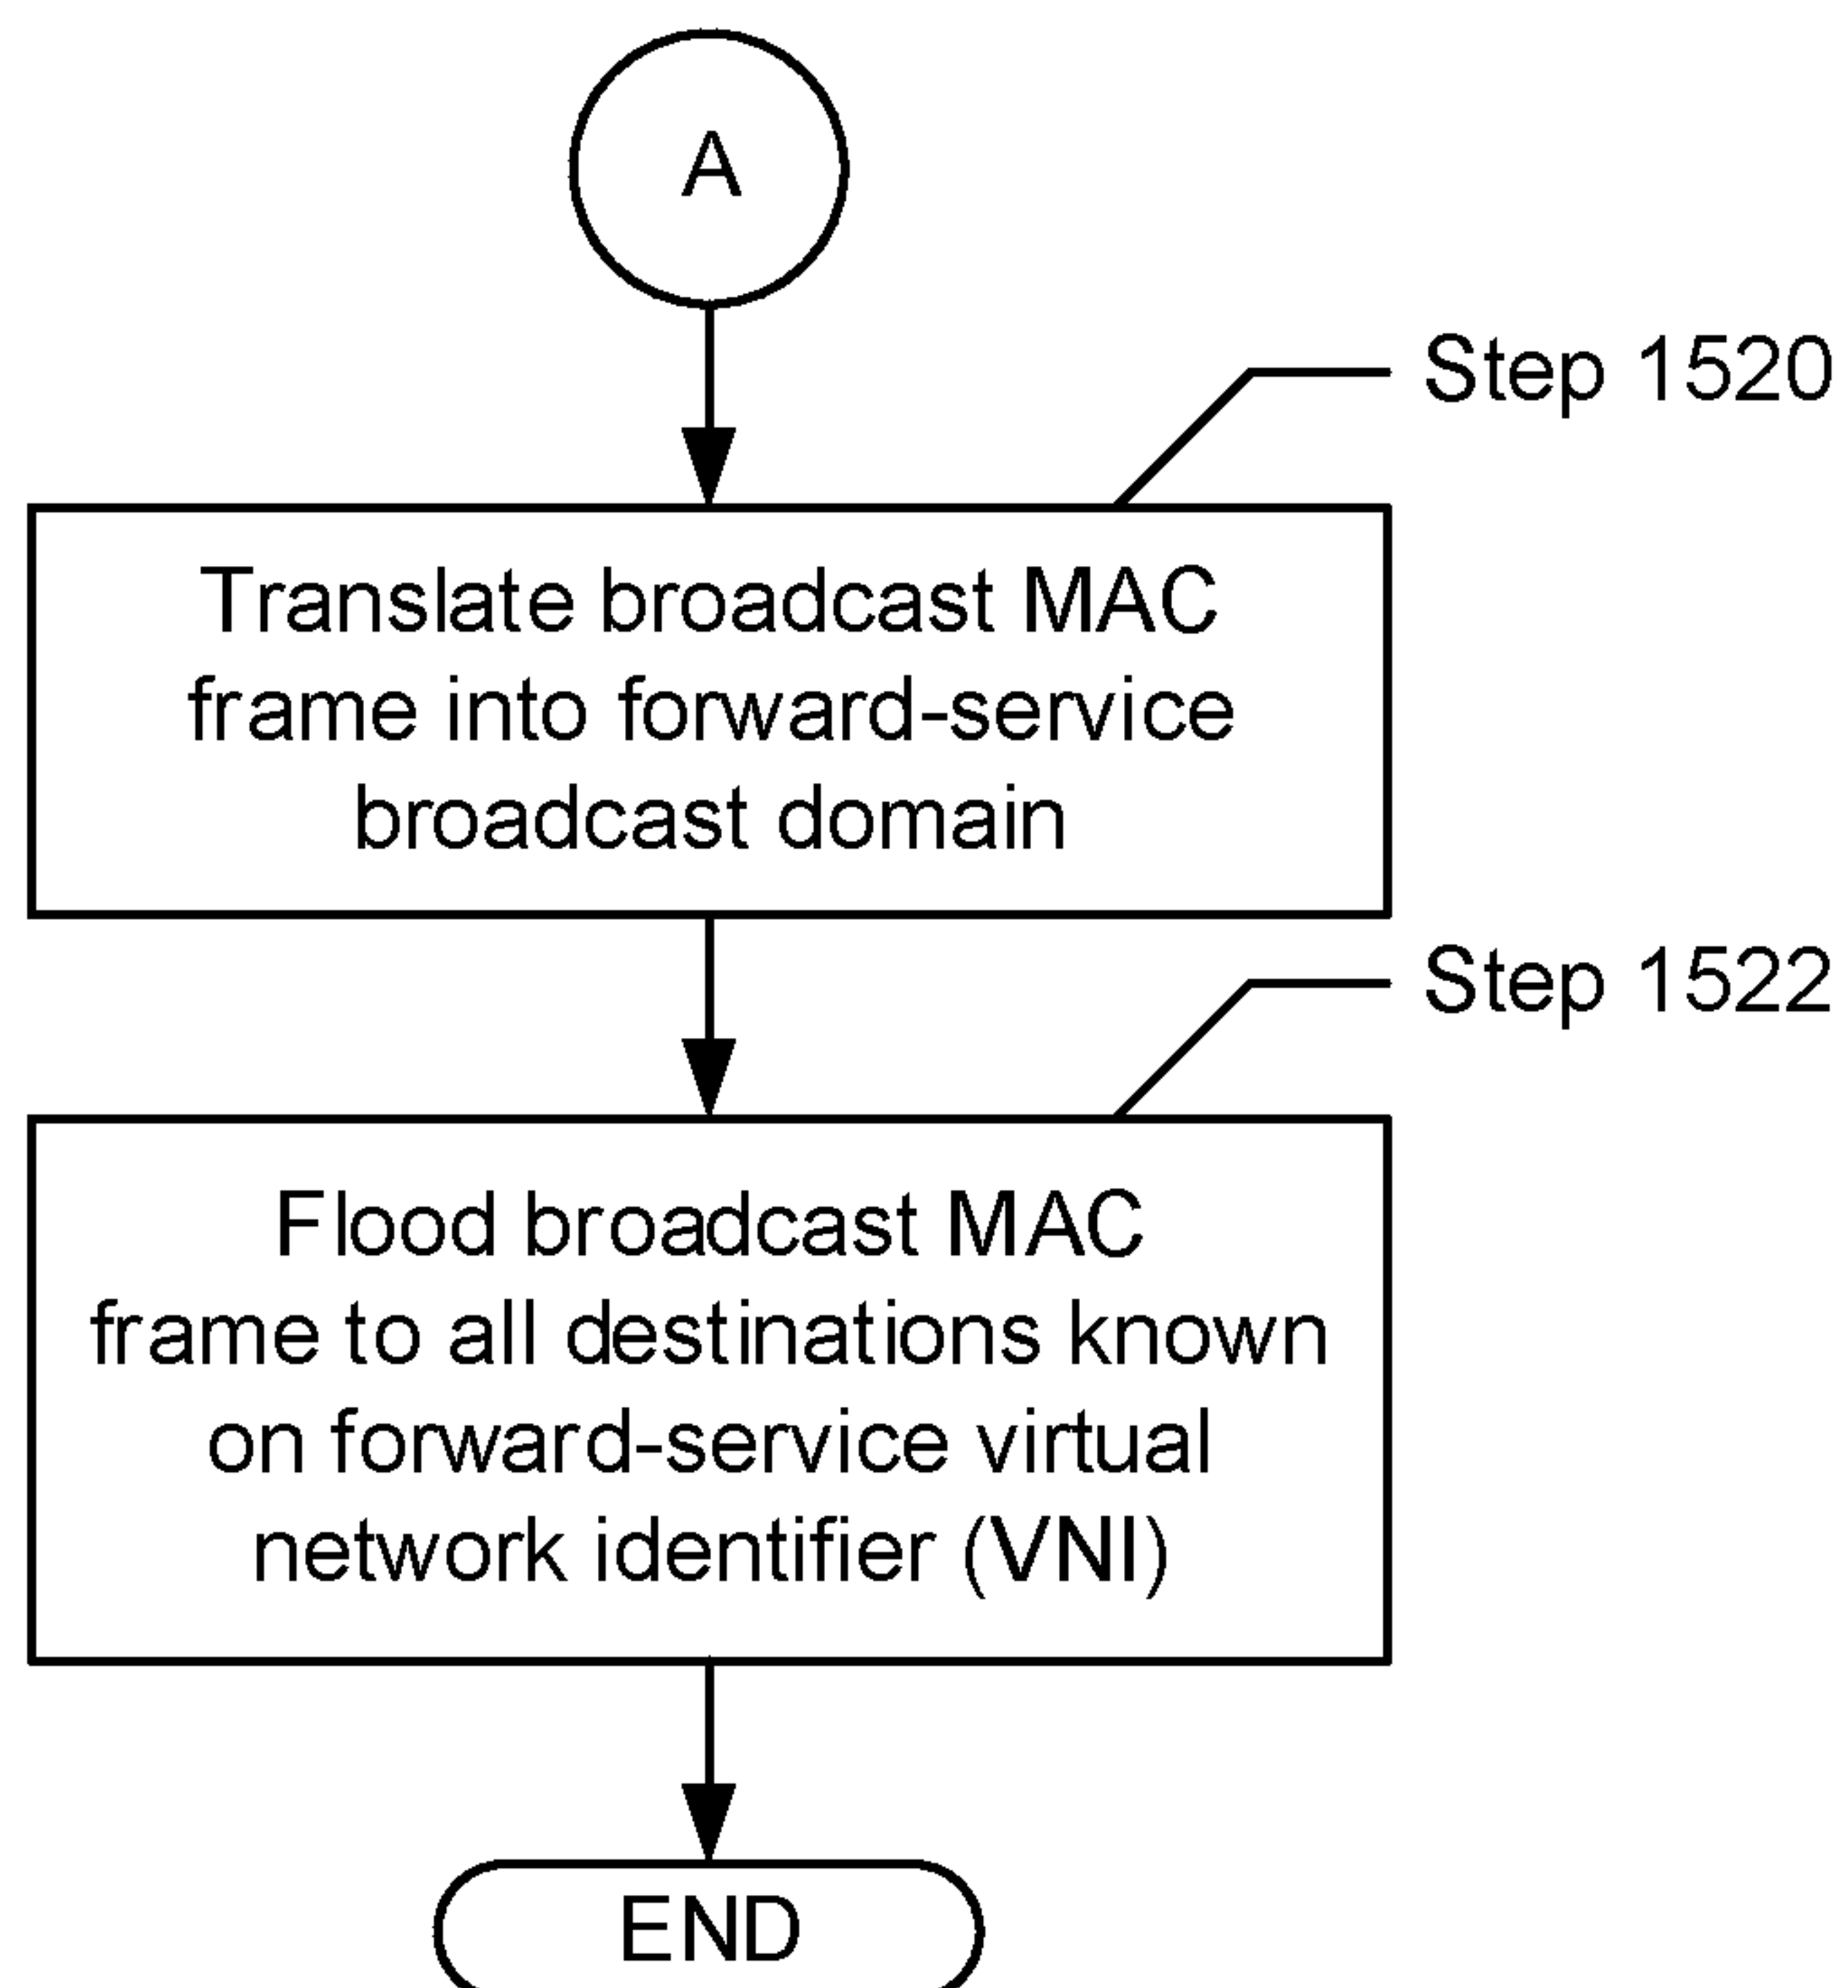 A
Step 1520
Translate broadcast MAC
frame into forward-service
broadcast domain
Step 1522
Flood broadcast MAC
frame to all destinations known
on forward-service virtual
network identifier (VNI)
END